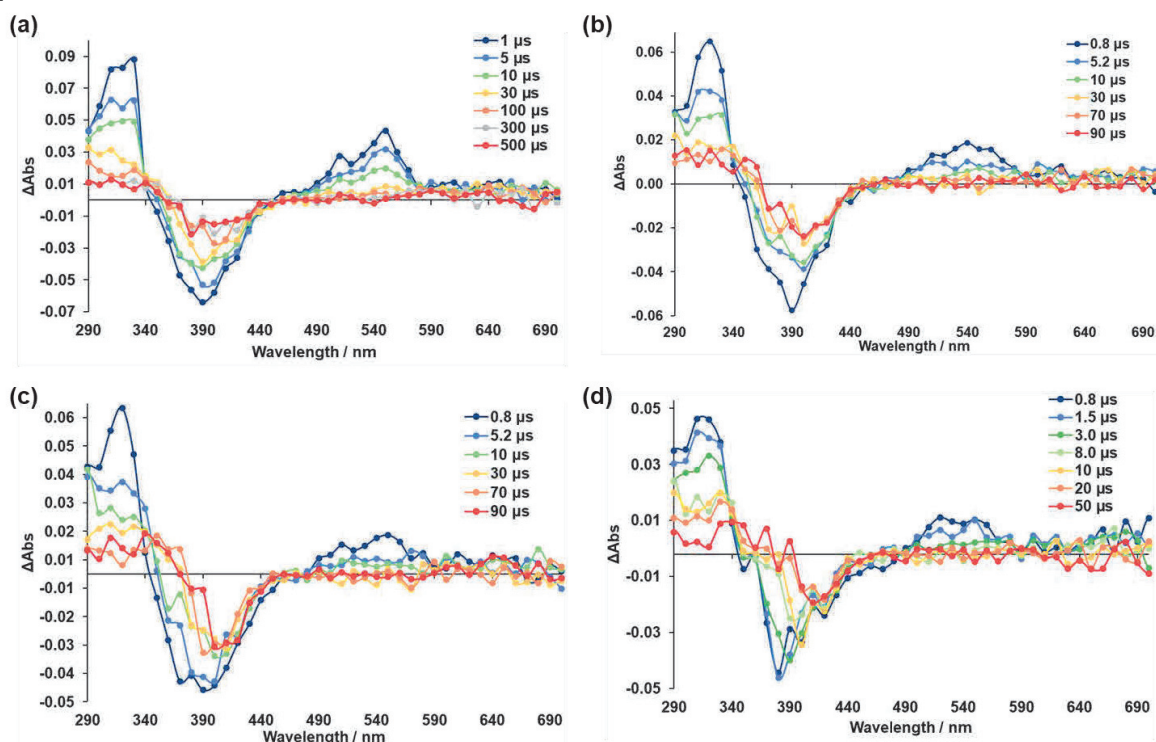 (a)
1 µs
5 µs
10 µs
30 µs
100 µs
300 µs
500 µs
ΔAbs
0.09
0.07
0.05
0.03
0.01
-0.01
-0.03
-0.05
-0.07
290 340 390 440 490 540 590 640 690
Wavelength / nm
(b)
0.8 µs
5.2 µs
10 µs
30 µs
70 µs
90 µs
ΔAbs
0.06
0.04
0.02
0.00
-0.02
-0.04
-0.06
290 340 390 440 490 540 590 640 690
Wavelength / nm
(c)
0.8 µs
5.2 µs
10 µs
30 µs
70 µs
90 µs
ΔAbs
0.06
0.05
0.04
0.03
0.02
0.01
-0.01
-0.02
-0.03
-0.04
-0.05
290 340 390 440 490 540 590 640 690
Wavelength / nm
(d)
0.8 µs
1.5 µs
3.0 µs
8.0 µs
10 µs
20 µs
50 µs
ΔAbs
0.05
0.03
0.01
-0.01
-0.03
-0.05
290 340 390 440 490 540 590 640 690
Wavelength / nm